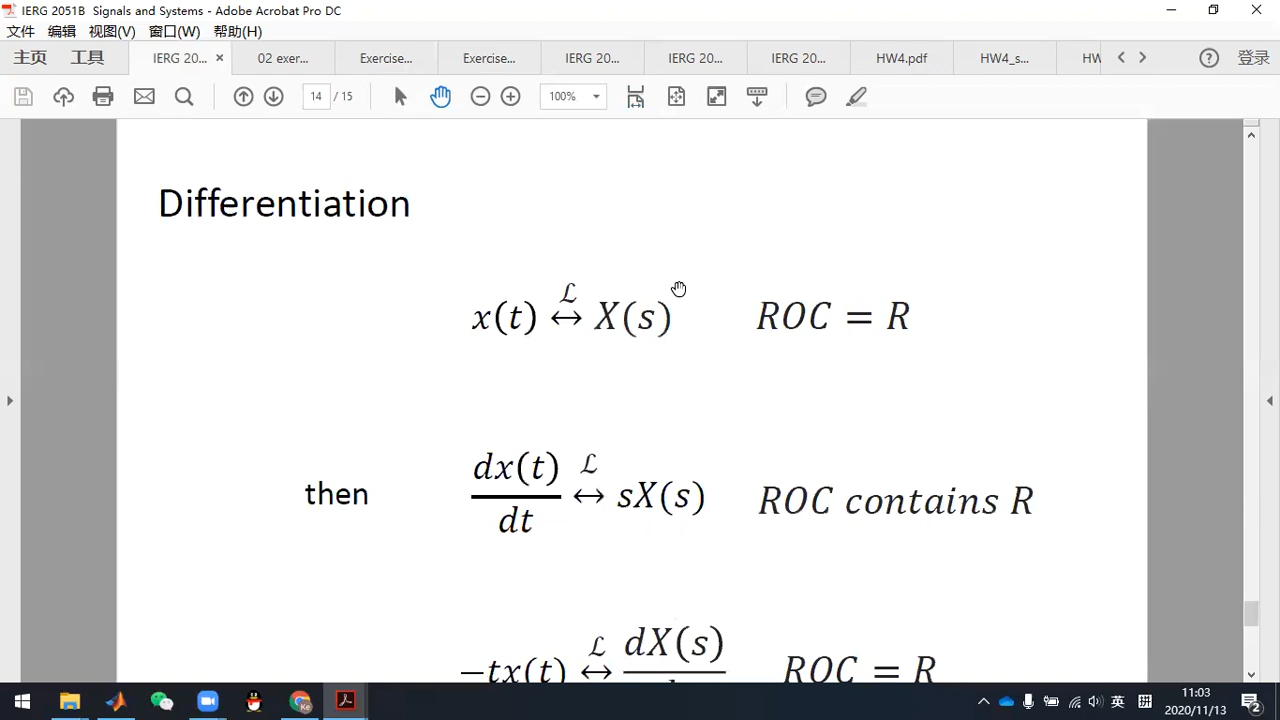 IERG 2051B Signals and Systems - Adobe Acrobat Pro DC
文件 编辑 视图(V) 窗口(W) 帮助(H)
主页 工具 IERG 20... × 02 exer... Exercise... Exercise... IERG 20... IERG 20... IERG 20... HW4.pdf HW4_s... HW 登录
14 / 15 100%
Differentiation
x(t) ℒ↔ X(s) ROC = R
then dx(t)/dt ℒ↔ sX(s) ROC contains R
−tx(t) ℒ↔ dX(s) ROC = R
英 拼 11:03
2020/11/13 2